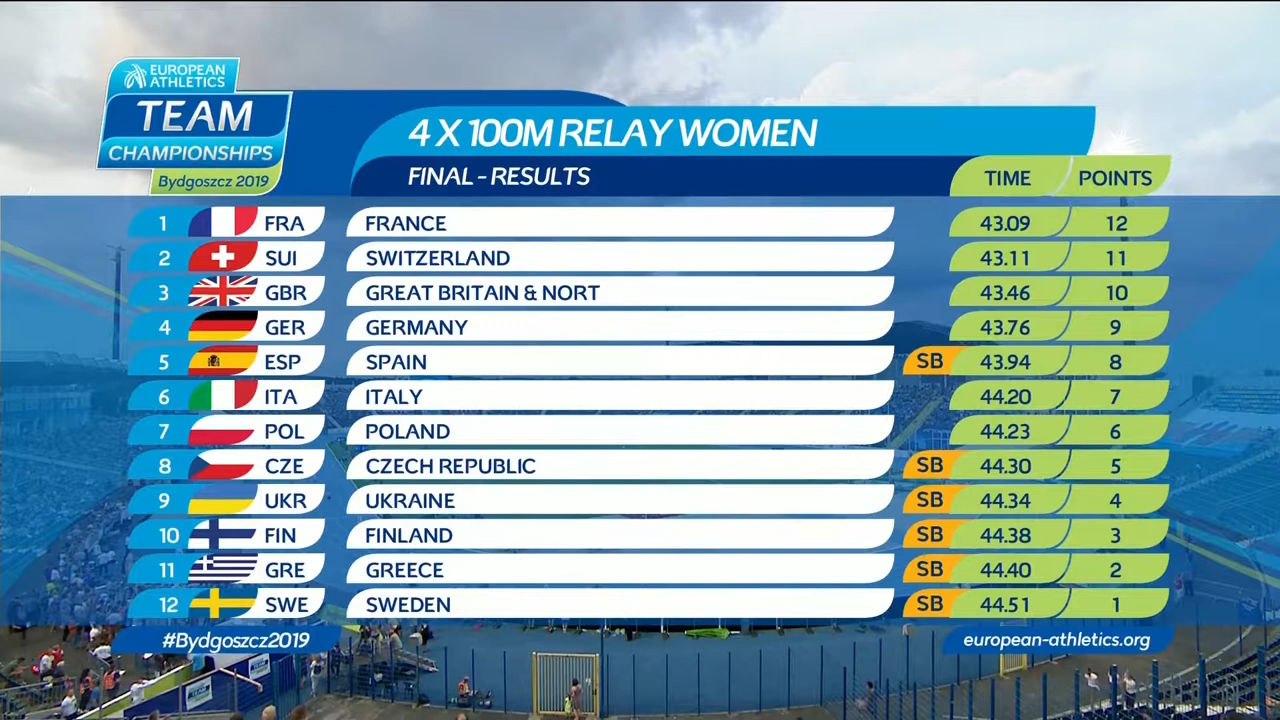 EUROPEAN
ATHLETICS
TEAM
CHAMPIONSHIPS
Bydgoszcz 2019
4 X 100M RELAY WOMEN
FINAL - RESULTS TIME POINTS
1 FRA FRANCE 43.09 12
2 SUI SWITZERLAND 43.11 11
3 GBR GREAT BRITAIN & NORT 43.46 10
4 GER GERMANY 43.76 9
5 ESP SPAIN SB 43.94 8
6 ITA ITALY 44.20 7
7 POL POLAND 44.23 6
8 CZE CZECH REPUBLIC SB 44.30 5
9 UKR UKRAINE SB 44.34 4
10 FIN FINLAND SB 44.38 3
11 GRE GREECE SB 44.40 2
12 SWE SWEDEN SB 44.51 1
#Bydgoszcz2019 european-athletics.org